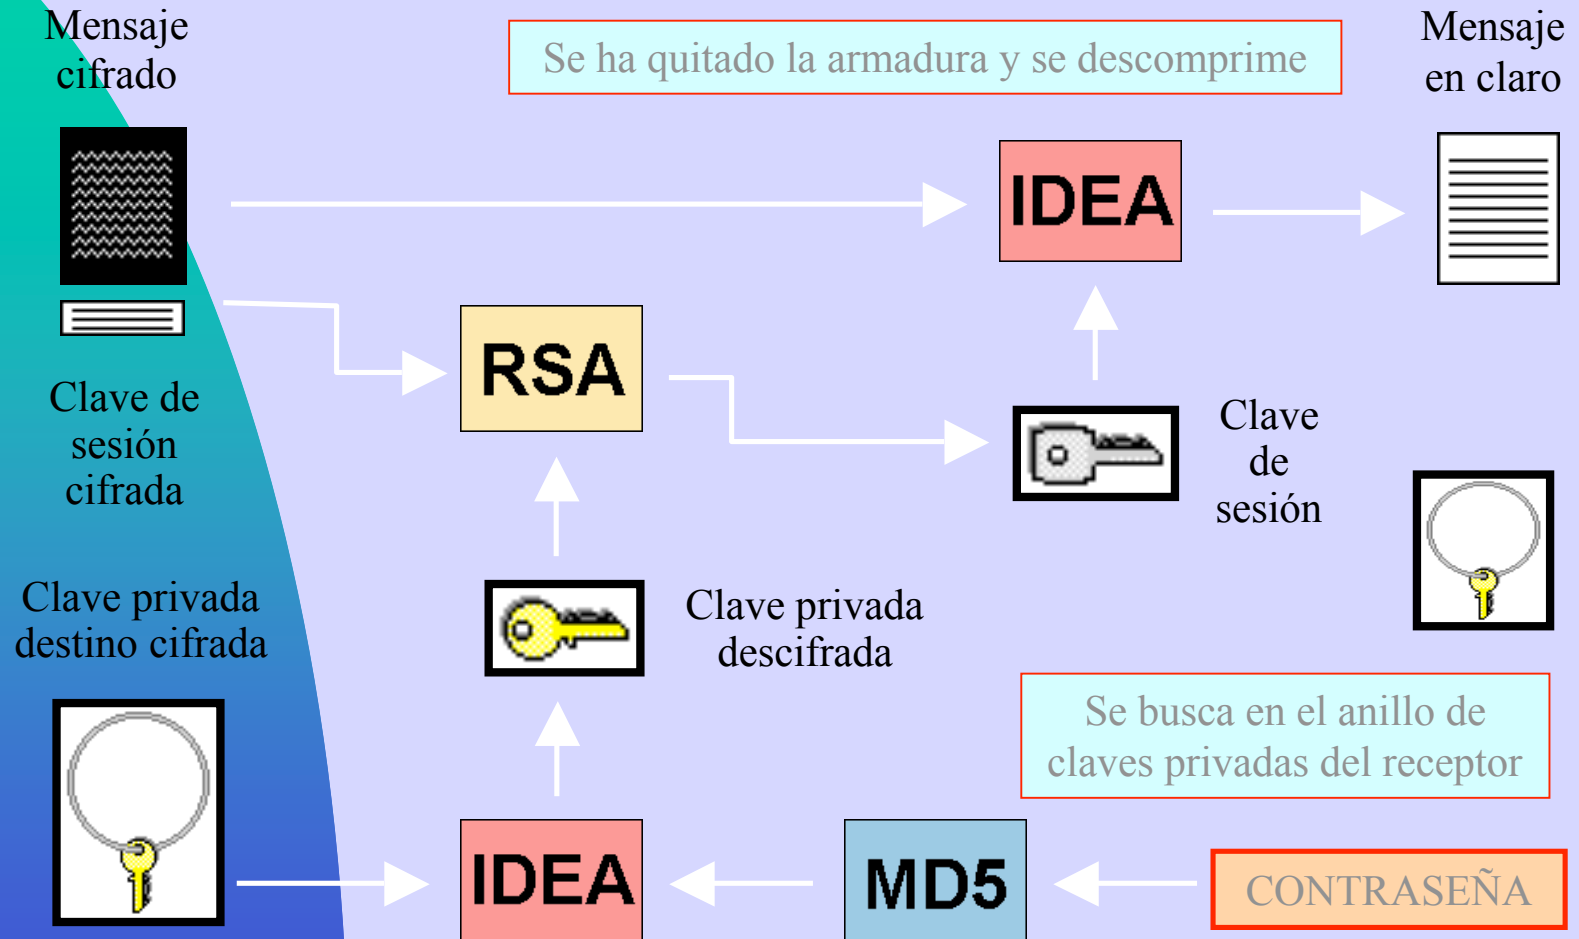 Mensaje
cifrado
Se ha quitado la armadura y se descomprime
Mensaje
en claro
IDEA
RSA
Clave de
sesión
cifrada
Clave
de
sesión
Clave privada
destino cifrada
Clave privada
descifrada
Se busca en el anillo de
claves privadas del receptor
IDEA
MD5
CONTRASEÑA